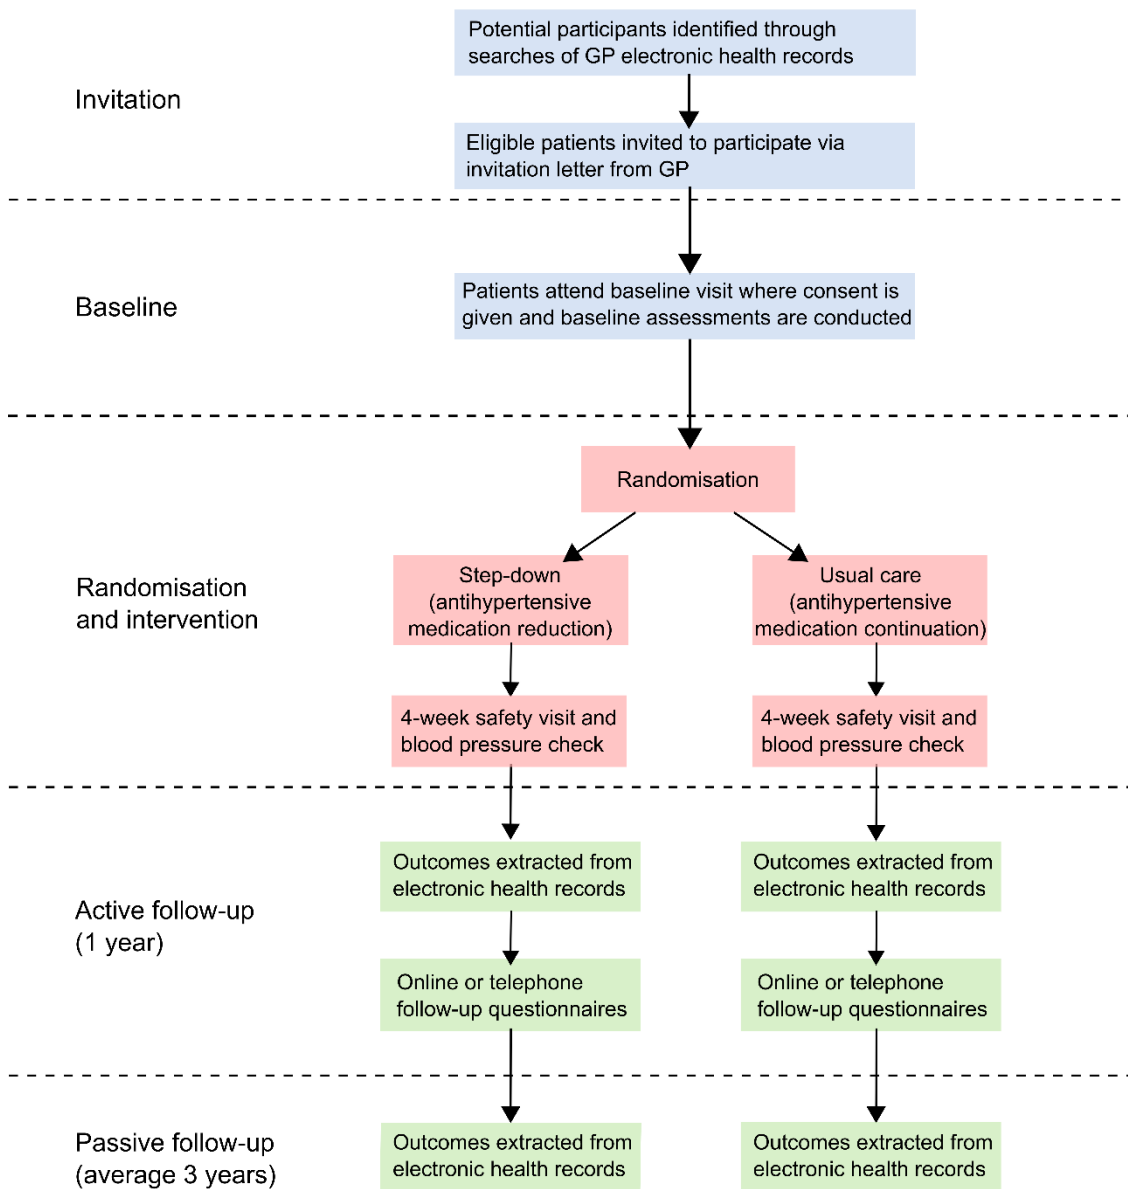 Potential participants identified through
searches of GP electronic health records
Invitation
Eligible patients invited to participate via
invitation letter from GP
Baseline
Patients attend baseline visit where consent is
given and baseline assessments are conducted
Randomisation
Randomisation
and intervention
Step-down
(antihypertensive
medication reduction)
Usual care
(antihypertensive
medication continuation)
4-week safety visit and
blood pressure check
4-week safety visit and
blood pressure check
Active follow-up
(1 year)
Outcomes extracted from
electronic health records
Outcomes extracted from
electronic health records
Online or telephone
follow-up questionnaires
Online or telephone
follow-up questionnaires
Passive follow-up
(average 3 years)
Outcomes extracted from
electronic health records
Outcomes extracted from
electronic health records